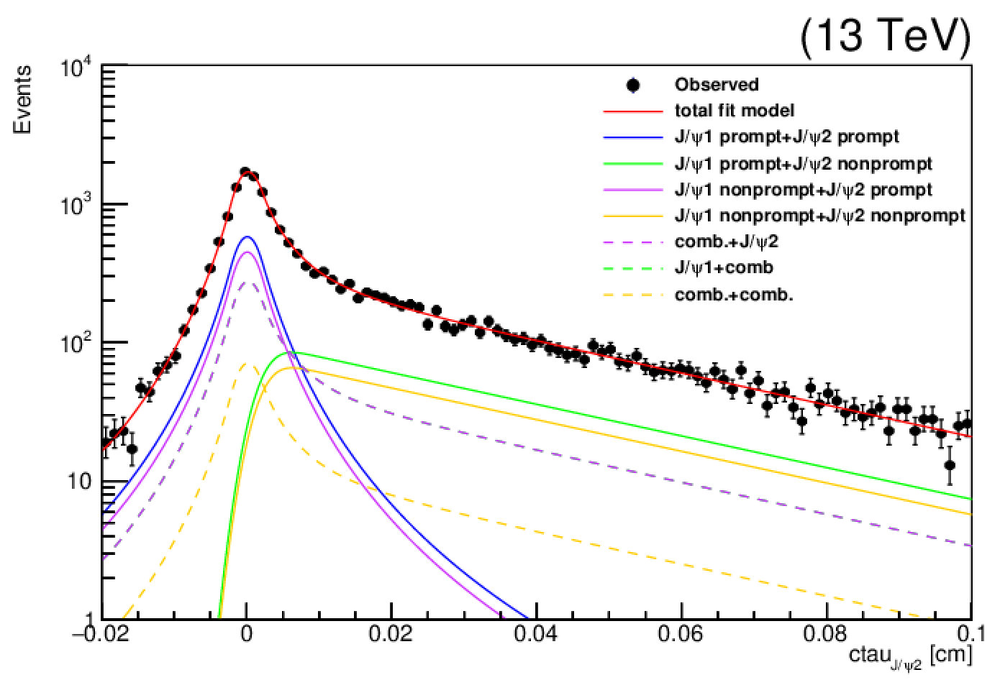 (13 TeV)
Events
10⁴
10³
10²
10
1
Observed
total fit model
J/ψ1 prompt+J/ψ2 prompt
J/ψ1 prompt+J/ψ2 nonprompt
J/ψ1 nonprompt+J/ψ2 prompt
J/ψ1 nonprompt+J/ψ2 nonprompt
comb.+J/ψ2
J/ψ1+comb
comb.+comb.
−0.02 0 0.02 0.04 0.06 0.08 0.1
ctau J/ψ2 [cm]